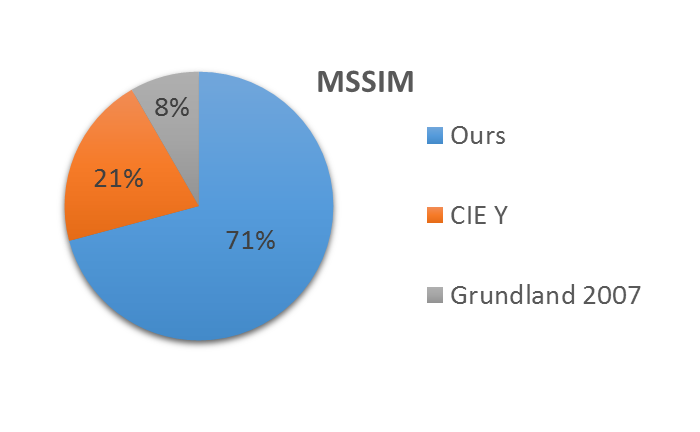 MSSIM
8%
21%
71%
Ours
CIE Y
Grundland 2007